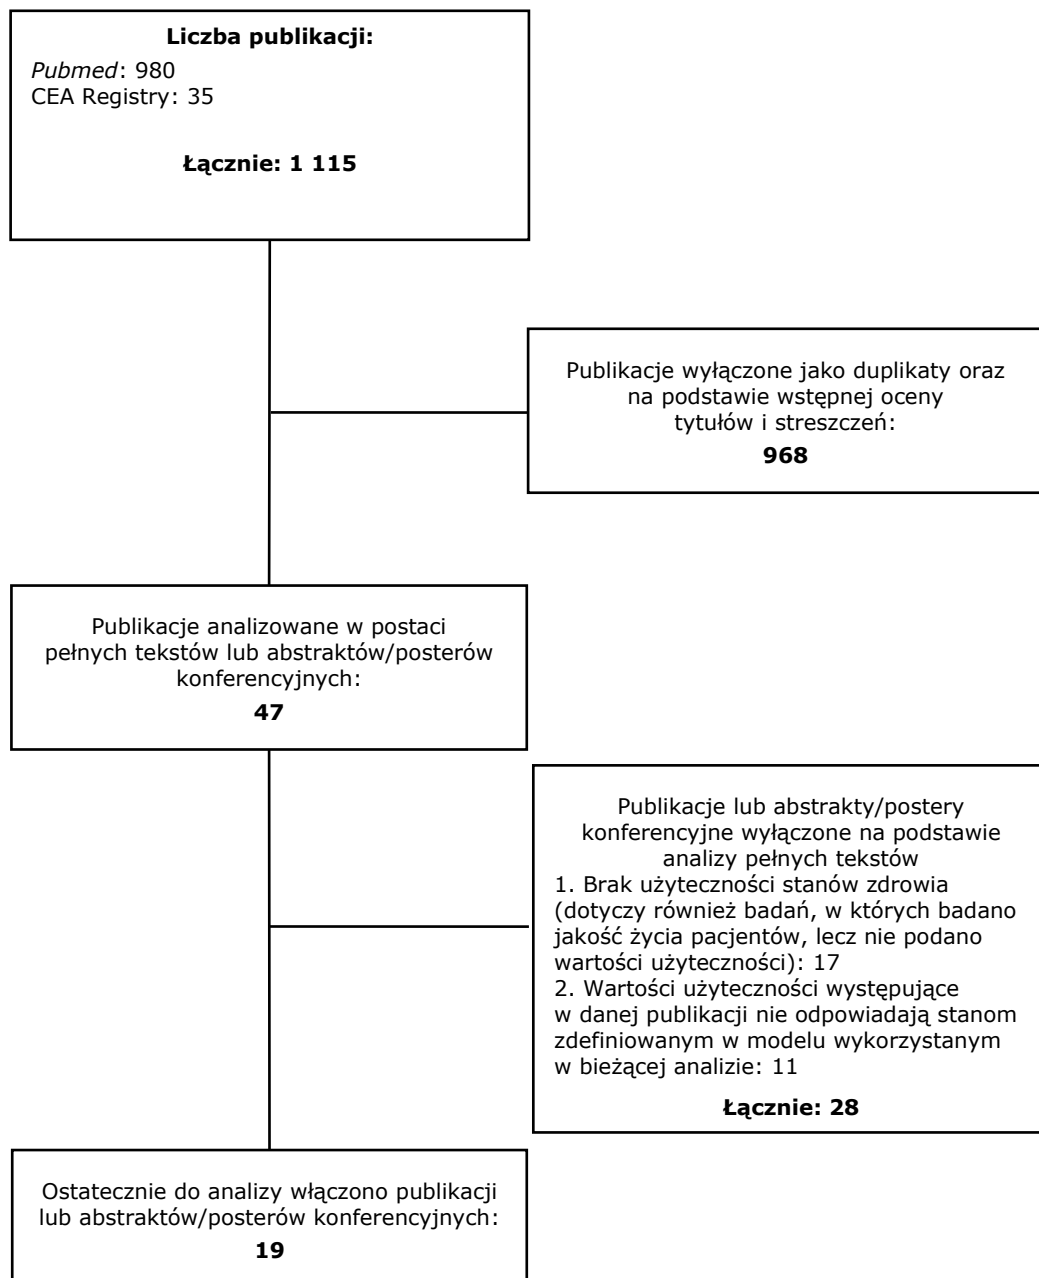 Liczba publikacji:
Pubmed: 980
CEA Registry: 35
Łącznie: 1 115
Publikacje wyłączone jako duplikaty oraz
na podstawie wstępnej oceny
tytułów i streszczeń:
968
Publikacje analizowane w postaci
pełnych tekstów lub abstraktów/posterów
konferencyjnych:
47
Publikacje lub abstrakty/postery
konferencyjne wyłączone na podstawie
analizy pełnych tekstów
1. Brak użyteczności stanów zdrowia
(dotyczy również badań, w których badano
jakość życia pacjentów, lecz nie podano
wartości użyteczności): 17
2. Wartości użyteczności występujące
w danej publikacji nie odpowiadają stanom
zdefiniowanym w modelu wykorzystanym
w bieżącej analizie: 11
Łącznie: 28
Ostatecznie do analizy włączono publikacji
lub abstraktów/posterów konferencyjnych:
19